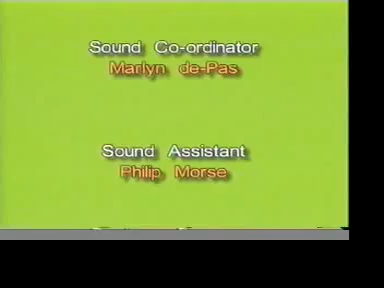 Sound Co-ordinator
Marlyn de-Pas
Sound Assistant
Philip Morse